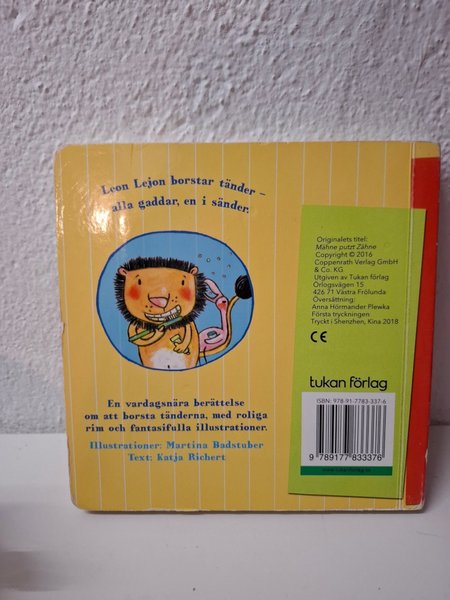 Leon Lejon borstar tänder –
alla gaddar, en i sänder.
En vardagsnära berättelse
om att borsta tänderna, med roliga
rim och fantasifulla illustrationer.
Illustrationer: Martina Badstuber
Text: Katja Richert
Originalets titel:
Mähne putzt Zähne
Copyright © 2016
Coppenrath Verlag GmbH
& Co. KG
Utgiven av Tukan förlag
Örlogsvägen 15
426 71 Västra Frölunda
Översättning:
Anna Hörmander Plewka
Första tryckningen
Tryckt i Shenzhen, Kina 2018
CE
tukan förlag
ISBN: 978-91-7783-337-6
9 789177 833376
www.tukanforlag.se